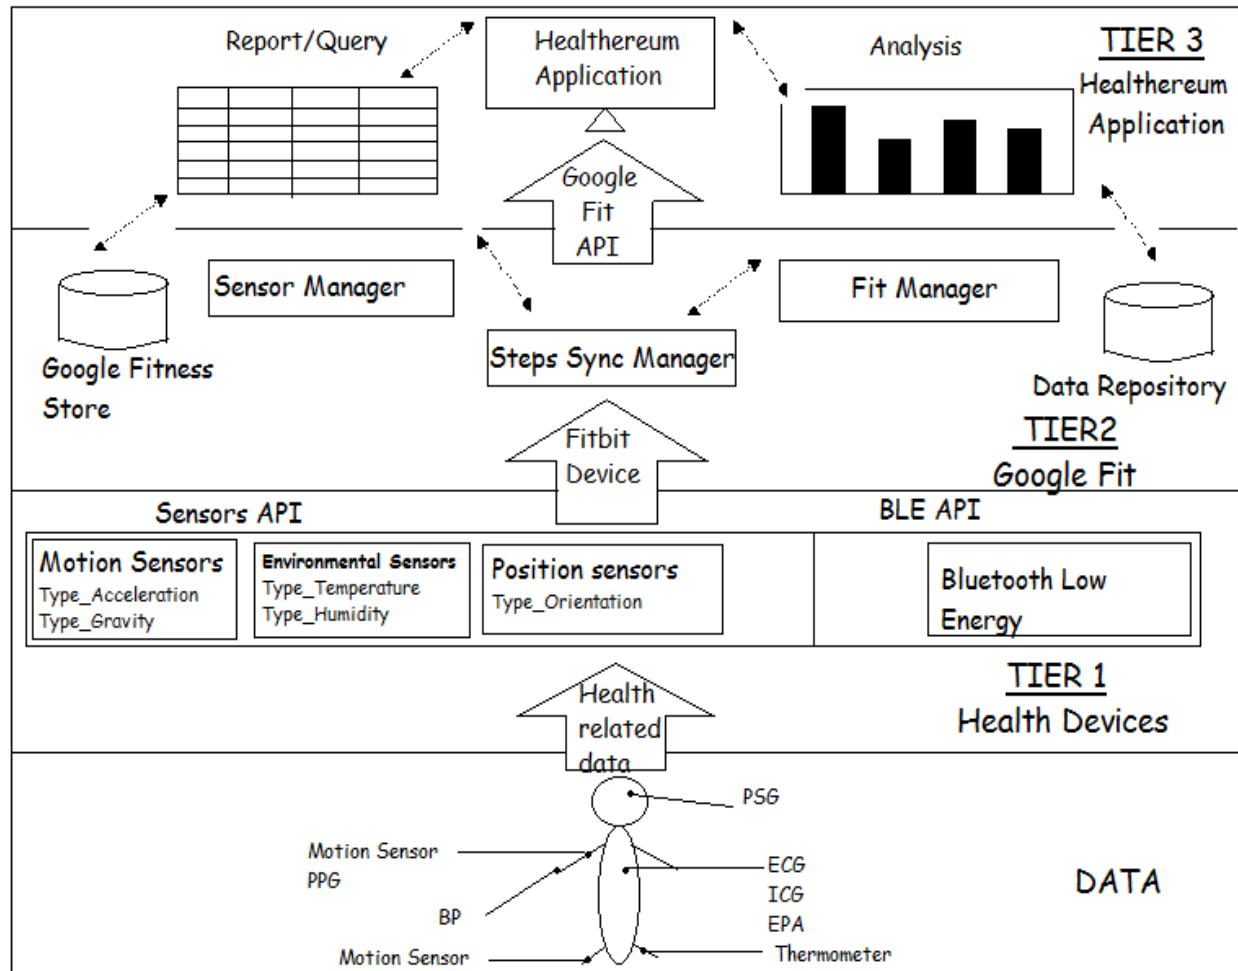 Report/Query
Healthereum
Application
Analysis
TIER 3
Healthereum
Application
Google
Fit
API
Sensor Manager
Fit Manager
Steps Sync Manager
Google Fitness
Store
Data Repository
TIER2
Google Fit
Fitbit
Device
Sensors API
BLE API
Motion Sensors
Type_Acceleration
Type_Gravity
Environmental Sensors
Type_Temperature
Type_Humidity
Position sensors
Type_Orientation
Bluetooth Low
Energy
TIER 1
Health Devices
Health
related
data
PSG
Motion Sensor
PPG
BP
Motion Sensor
ECG
ICG
EPA
Thermometer
DATA